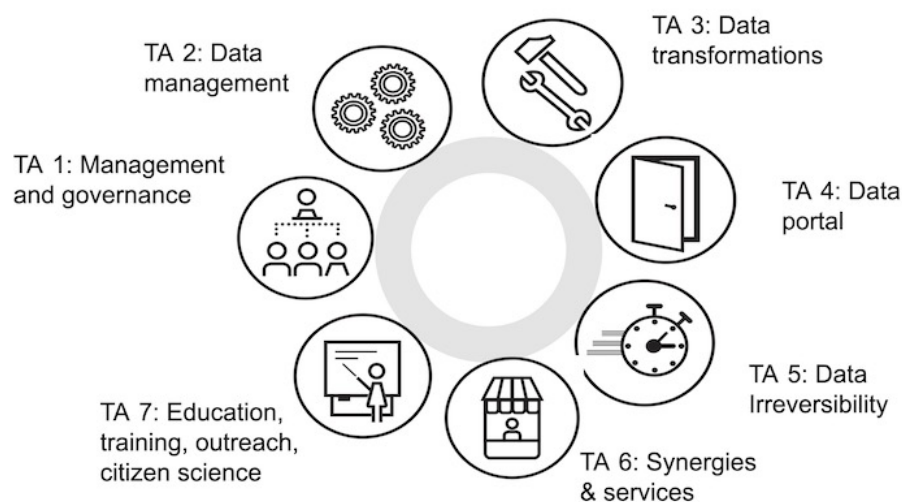 TA 1: Management
and governance
TA 2: Data
management
TA 3: Data
transformations
TA 4: Data
portal
TA 5: Data
Irreversibility
TA 6: Synergies
& services
TA 7: Education,
training, outreach,
citizen science